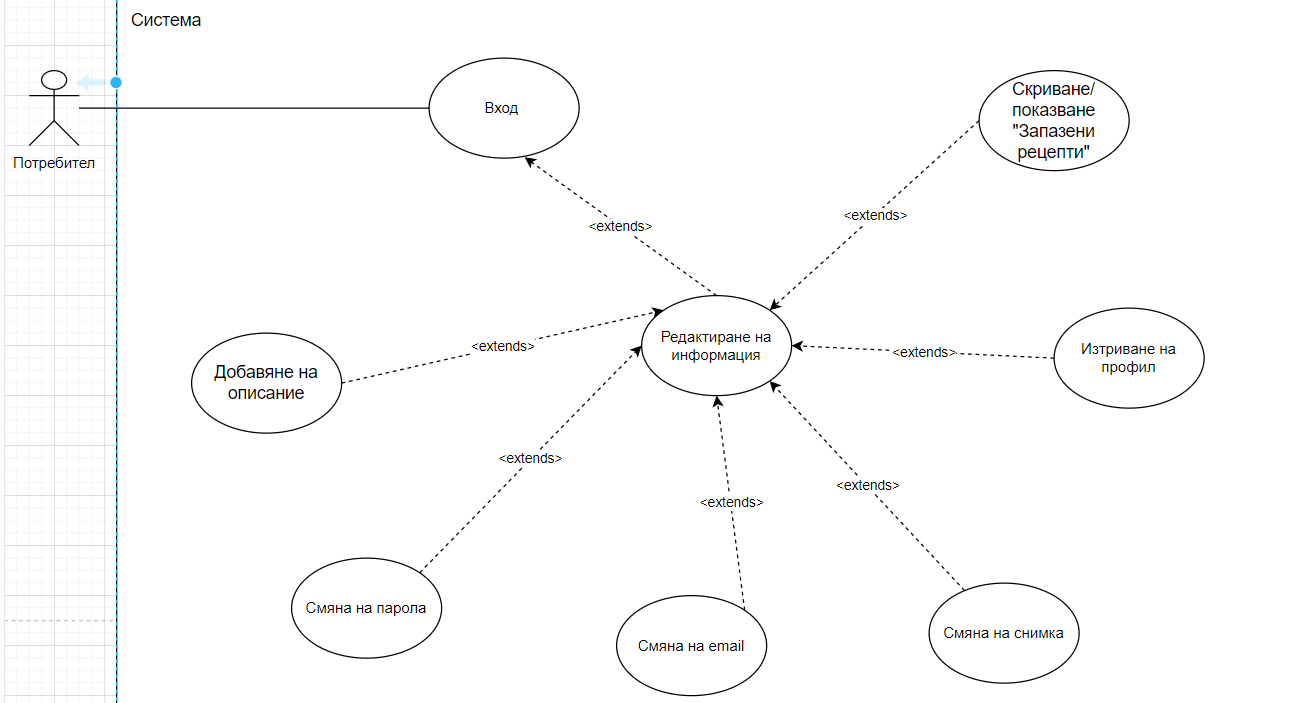 Система
Потребител
Вход
Скриване/
показване
"Запазени
рецепти"
<extends>
<extends>
Редактиране на
информация
<extends>
<extends>
Изтриване на
профил
Добавяне на
описание
<extends>
<extends>
<extends>
Смяна на парола
Смяна на email
Смяна на снимка